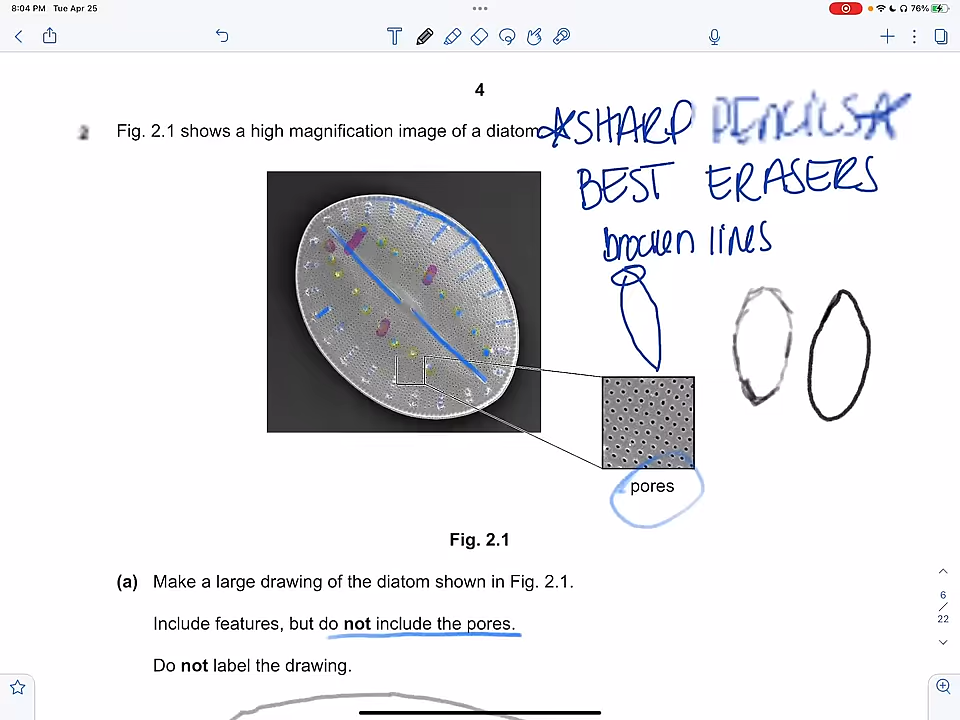 8:04 PM Tue Apr 25
76%
4
2 Fig. 2.1 shows a high magnification image of a diatom
SHARP PENCILS
BEST ERASERS
brocken lines
pores
Fig. 2.1
(a) Make a large drawing of the diatom shown in Fig. 2.1.
Include features, but do not include the pores.
Do not label the drawing.
6
/
22